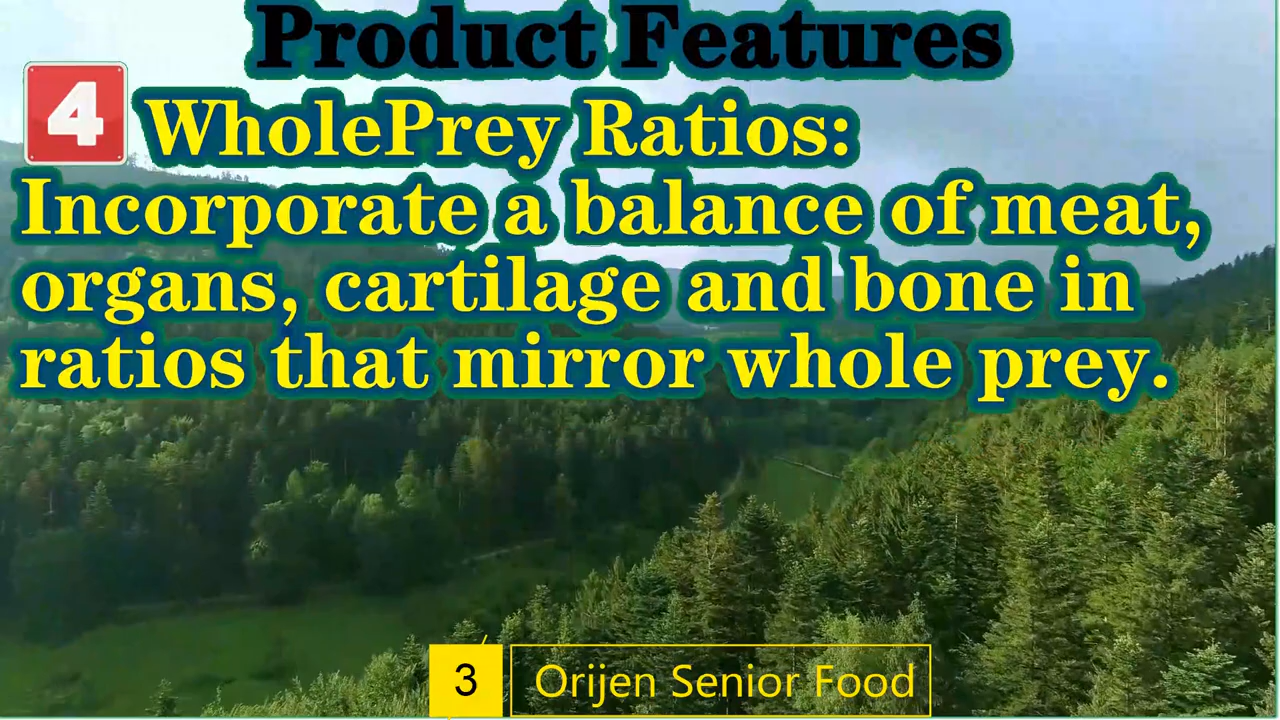 Product Features
4 WholePrey Ratios:
Incorporate a balance of meat,
organs, cartilage and bone in
ratios that mirror whole prey.
3 Orijen Senior Food